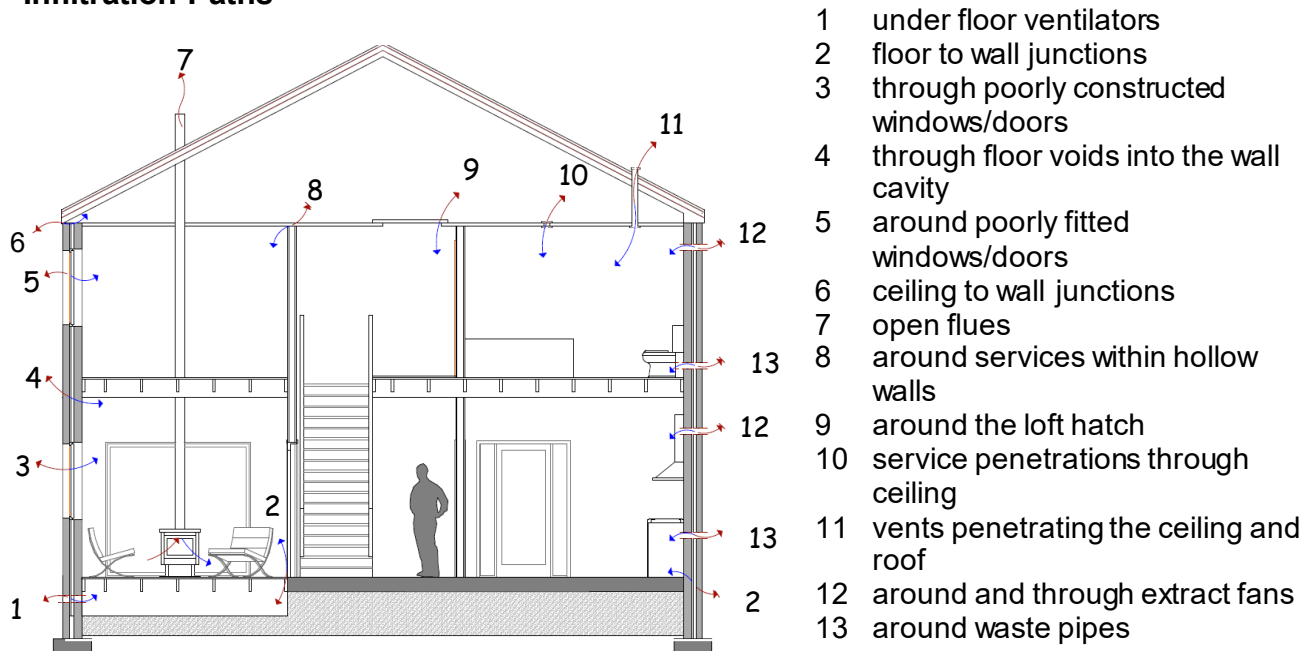 Infiltration Paths
1 under floor ventilators
2 floor to wall junctions
3 through poorly constructed
windows/doors
4 through floor voids into the wall
cavity
5 around poorly fitted
windows/doors
6 ceiling to wall junctions
7 open flues
8 around services within hollow
walls
9 around the loft hatch
10 service penetrations through
ceiling
11 vents penetrating the ceiling and
roof
12 around and through extract fans
13 around waste pipes
7
11
9
10
8
6
12
5
13
4
12
3
2
13
1
2